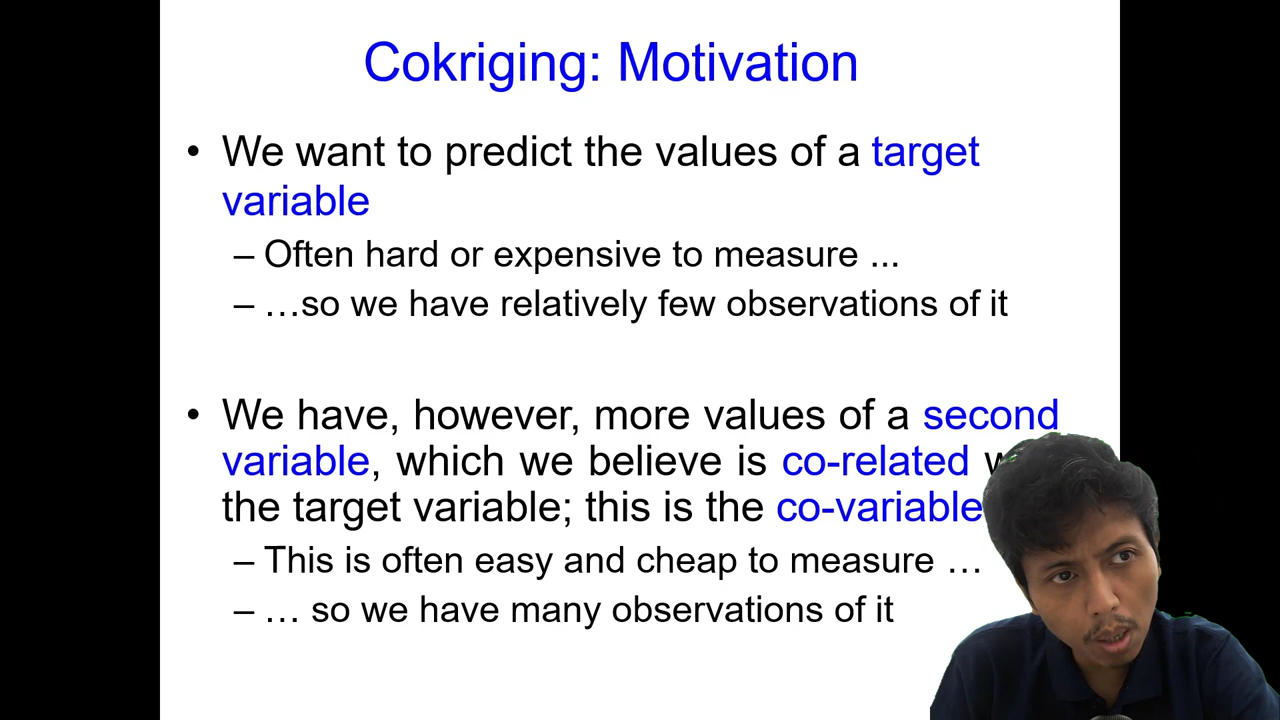 Cokriging: Motivation
• We want to predict the values of a target
variable
– Often hard or expensive to measure ...
– …so we have relatively few observations of it
• We have, however, more values of a second
variable, which we believe is co-related
the target variable; this is the co-variable
– This is often easy and cheap to measure …
– … so we have many observations of it